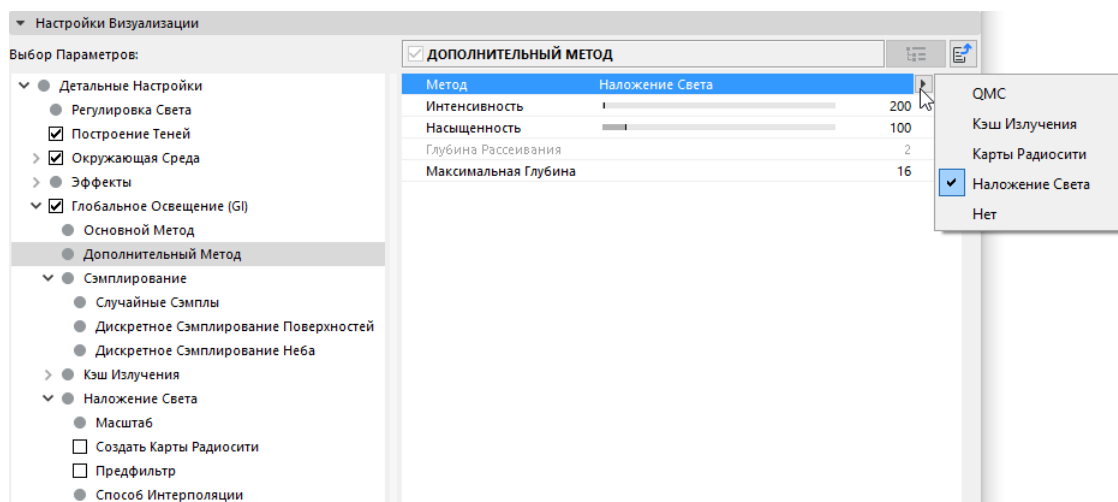 Настройки Визуализации
Выбор Параметров:
Детальные Настройки
Регулировка Света
Построение Теней
Окружающая Среда
Эффекты
Глобальное Освещение (GI)
Основной Метод
Дополнительный Метод
Сэмплирование
Случайные Сэмплы
Дискретное Сэмплирование Поверхностей
Дискретное Сэмплирование Неба
Кэш Излучения
Наложение Света
Масштаб
Создать Карты Радиосити
Предфильтр
Способ Интерполяции
ДОПОЛНИТЕЛЬНЫЙ МЕТОД
Метод Наложение Света
Интенсивность 200
Насыщенность 100
Глубина Рассеивания 2
Максимальная Глубина 16
QMC
Кэш Излучения
Карты Радиосити
Наложение Света
Нет